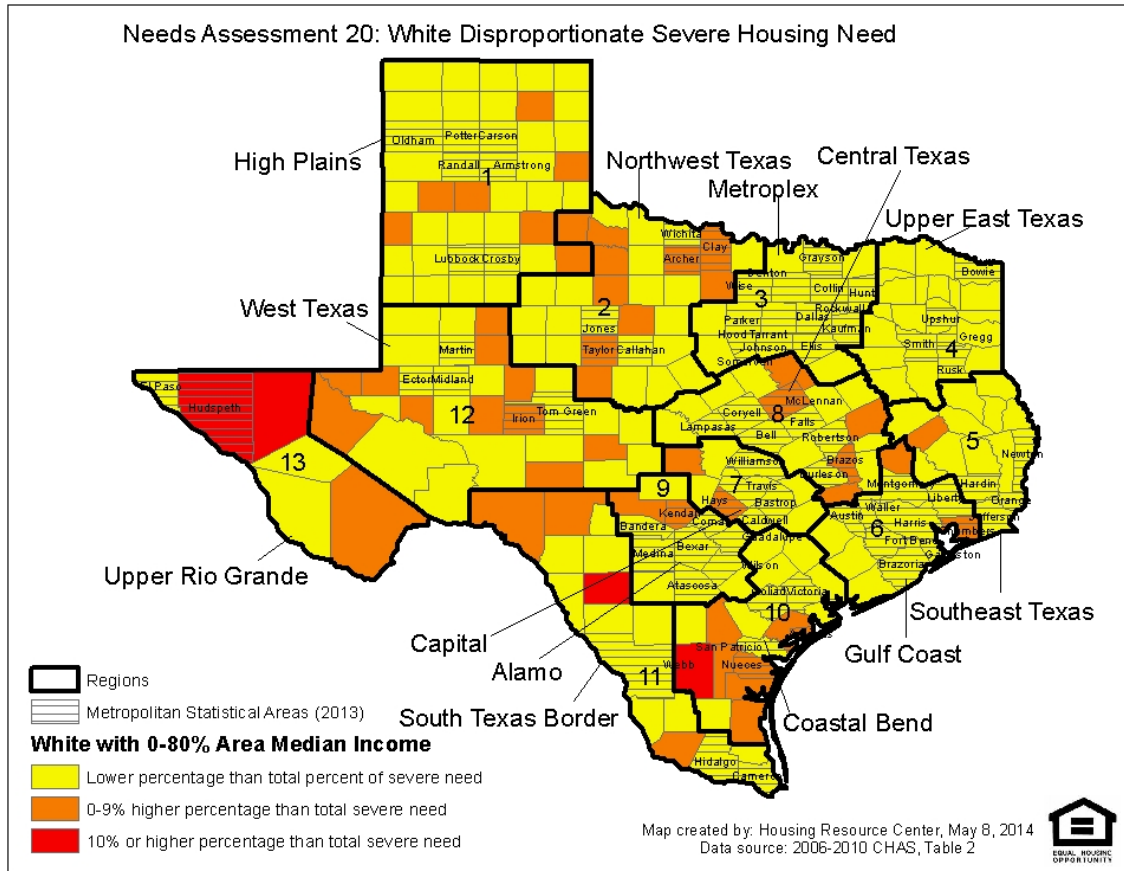 Needs Assessment 20: White Disproportionate Severe Housing Need
High Plains
Northwest Texas
Metroplex
Central Texas
Upper East Texas
West Texas
Oldham
Potter
Carson
Randall
Armstrong
1
Lubbock
Crosby
Wichita
Clay
Archer
2
Jones
Taylor
Callahan
Grayson
Denton
Wise
3
Collin
Hunt
Rockwall
Parker
Dallas
Kaufman
Hood
Tarrant
Johnson
Ellis
Somervell
Bowie
Upshur
Gregg
Smith
4
Rusk
Martin
Ector
Midland
El Paso
Hudspeth
12
Irion
Tom Green
13
McLennan
Coryell
8
Falls
Lampasas
Bell
Robertson
Brazos
Burleson
5
Newton
Hardin
Orange
Jefferson
Williamson
7
Travis
Hays
Bastrop
Caldwell
9
Kendall
Bandera
Comal
Guadalupe
Medina
Bexar
Wilson
Atascosa
Montgomery
Liberty
Austin
Waller
6
Harris
Chambers
Fort Bend
Galveston
Brazoria
Goliad
Victoria
10
San Patricio
Webb
Nueces
11
Hidalgo
Cameron
Upper Rio Grande
Capital
Alamo
South Texas Border
Southeast Texas
Gulf Coast
Coastal Bend
Regions
Metropolitan Statistical Areas (2013)
White with 0-80% Area Median Income
Lower percentage than total percent of severe need
0-9% higher percentage than total severe need
10% or higher percentage than total severe need
Map created by: Housing Resource Center, May 8, 2014
Data source: 2006-2010 CHAS, Table 2
EQUAL HOUSING
OPPORTUNITY